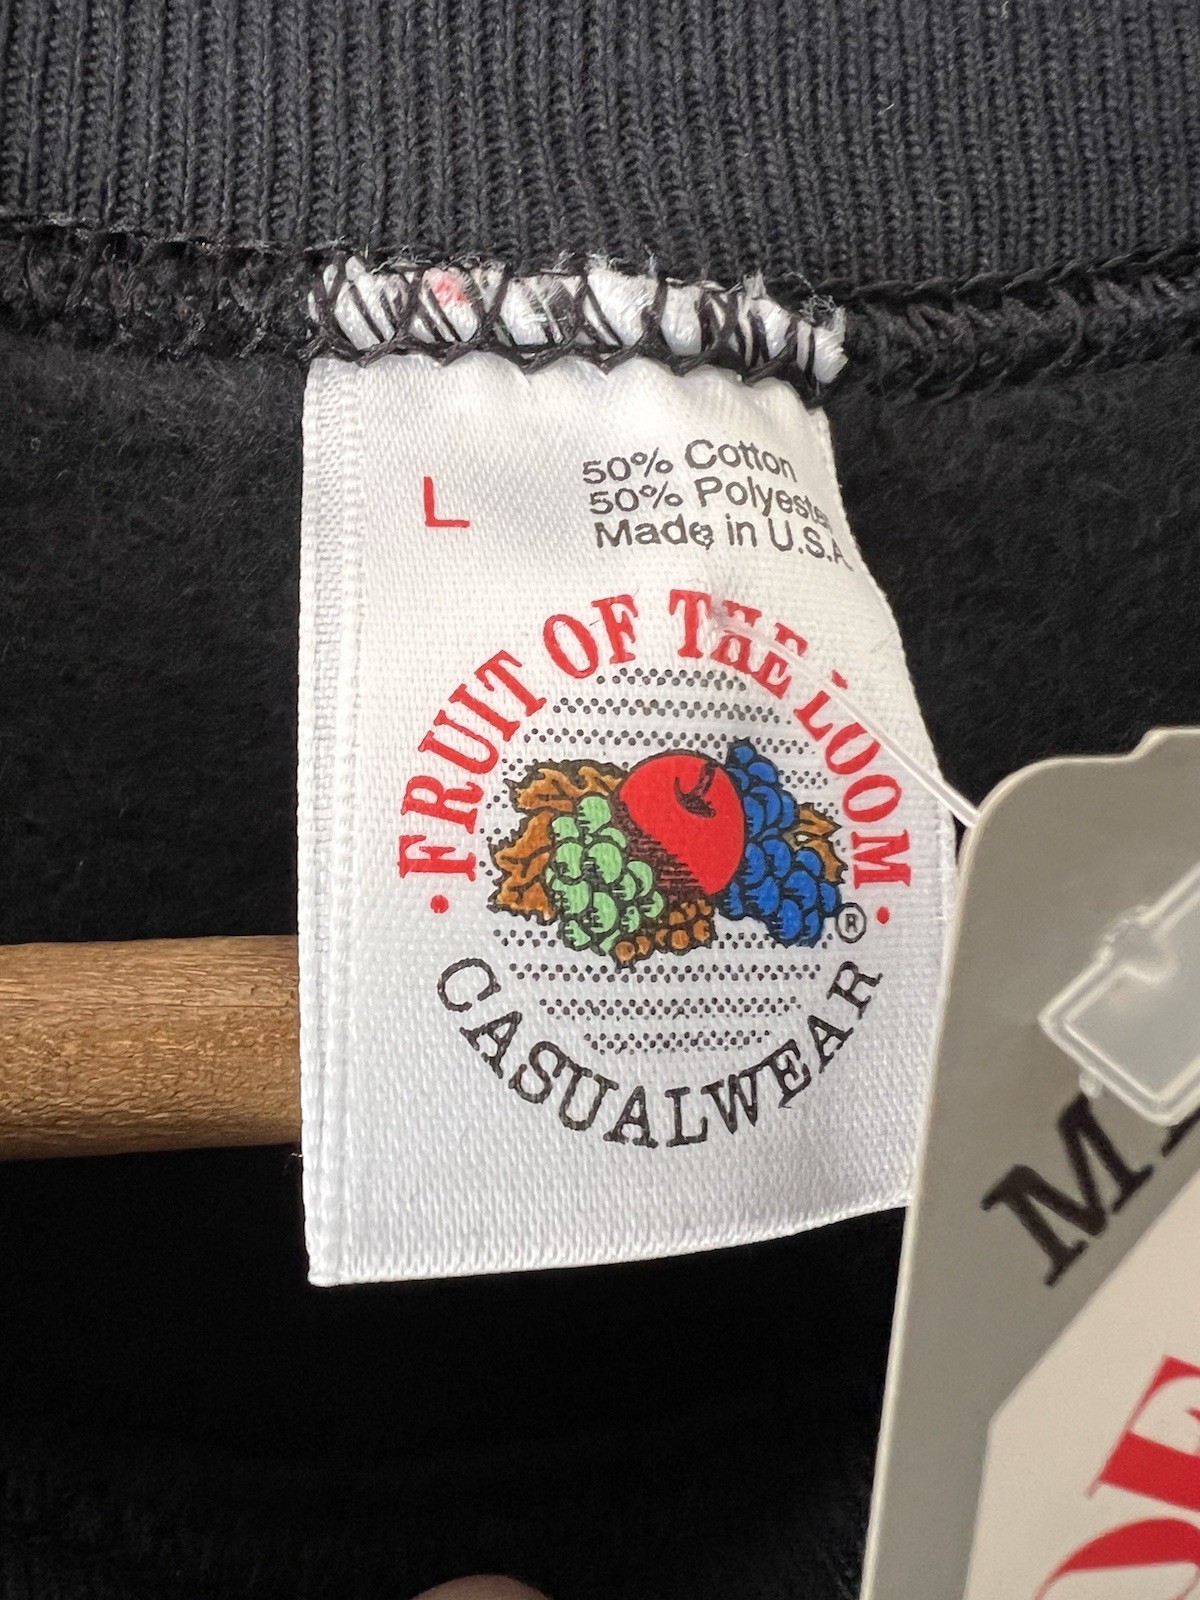 L
50% Cotton
50% Polyester
Made in U.S.A.
FRUIT OF THE LOOM
®
CASUALWEAR